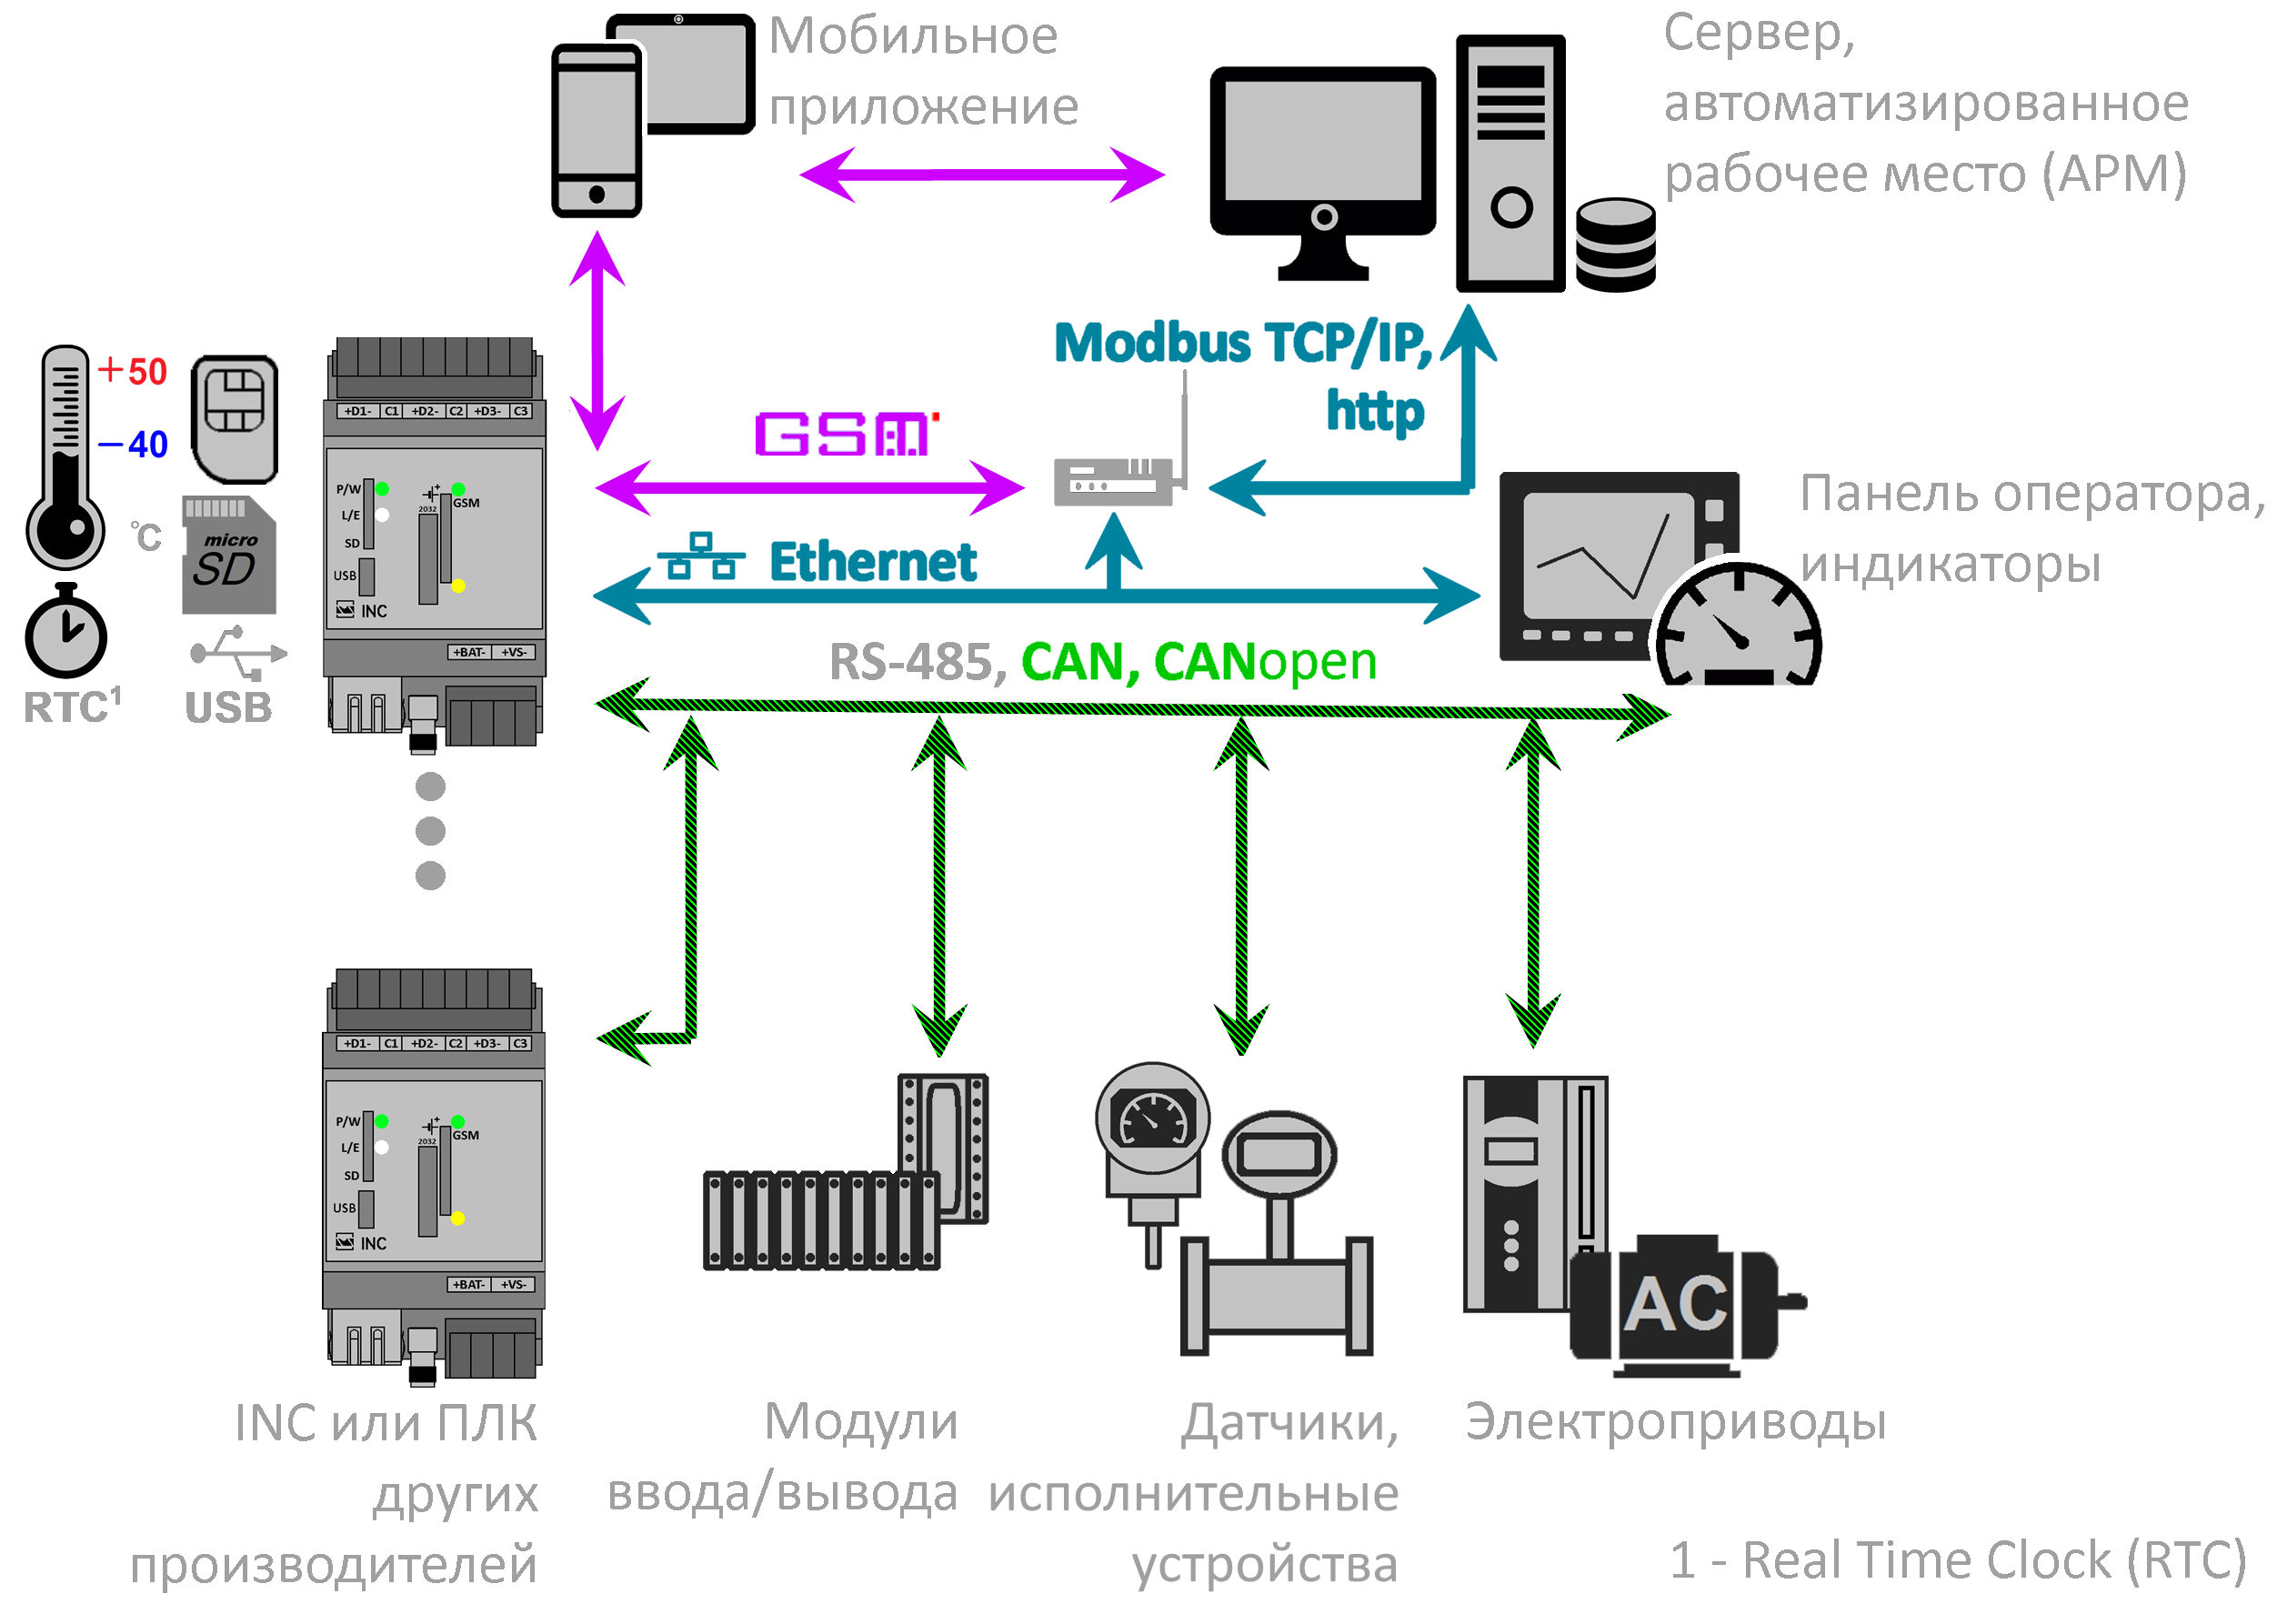 Мобильное
приложение
Сервер,
автоматизированное
рабочее место (АРМ)
Modbus TCP/IP,
http
GSM
+50
−40
°C
micro
SD
RTC¹
USB
+D1- C1 +D2- C2 +D3- C3
P/W
L/E
SD
USB
INC
2032
+
GSM
+BAT- +VS-
Ethernet
Панель оператора,
индикаторы
RS-485, CAN, CANopen
+D1- C1 +D2- C2 +D3- C3
P/W
L/E
SD
USB
INC
2032
+
GSM
+BAT- +VS-
AC
INC или ПЛК
других
производителей
Модули
ввода/вывода
Датчики,
исполнительные
устройства
Электроприводы
1 - Real Time Clock (RTC)